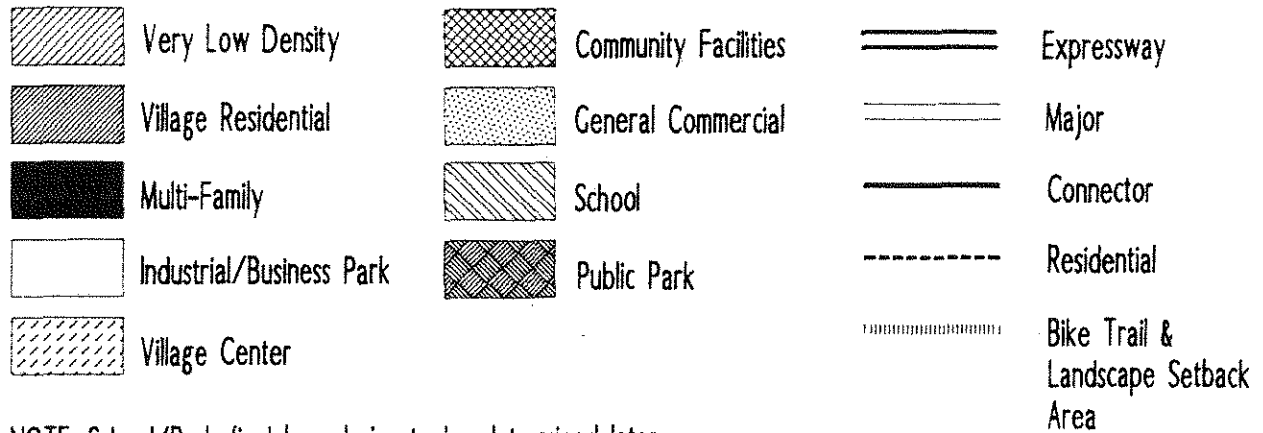 Very Low Density
Village Residential
Multi-Family
Industrial/Business Park
Village Center
Community Facilities
General Commercial
School
Public Park
Expressway
Major
Connector
Residential
Bike Trail &
Landscape Setback
Area